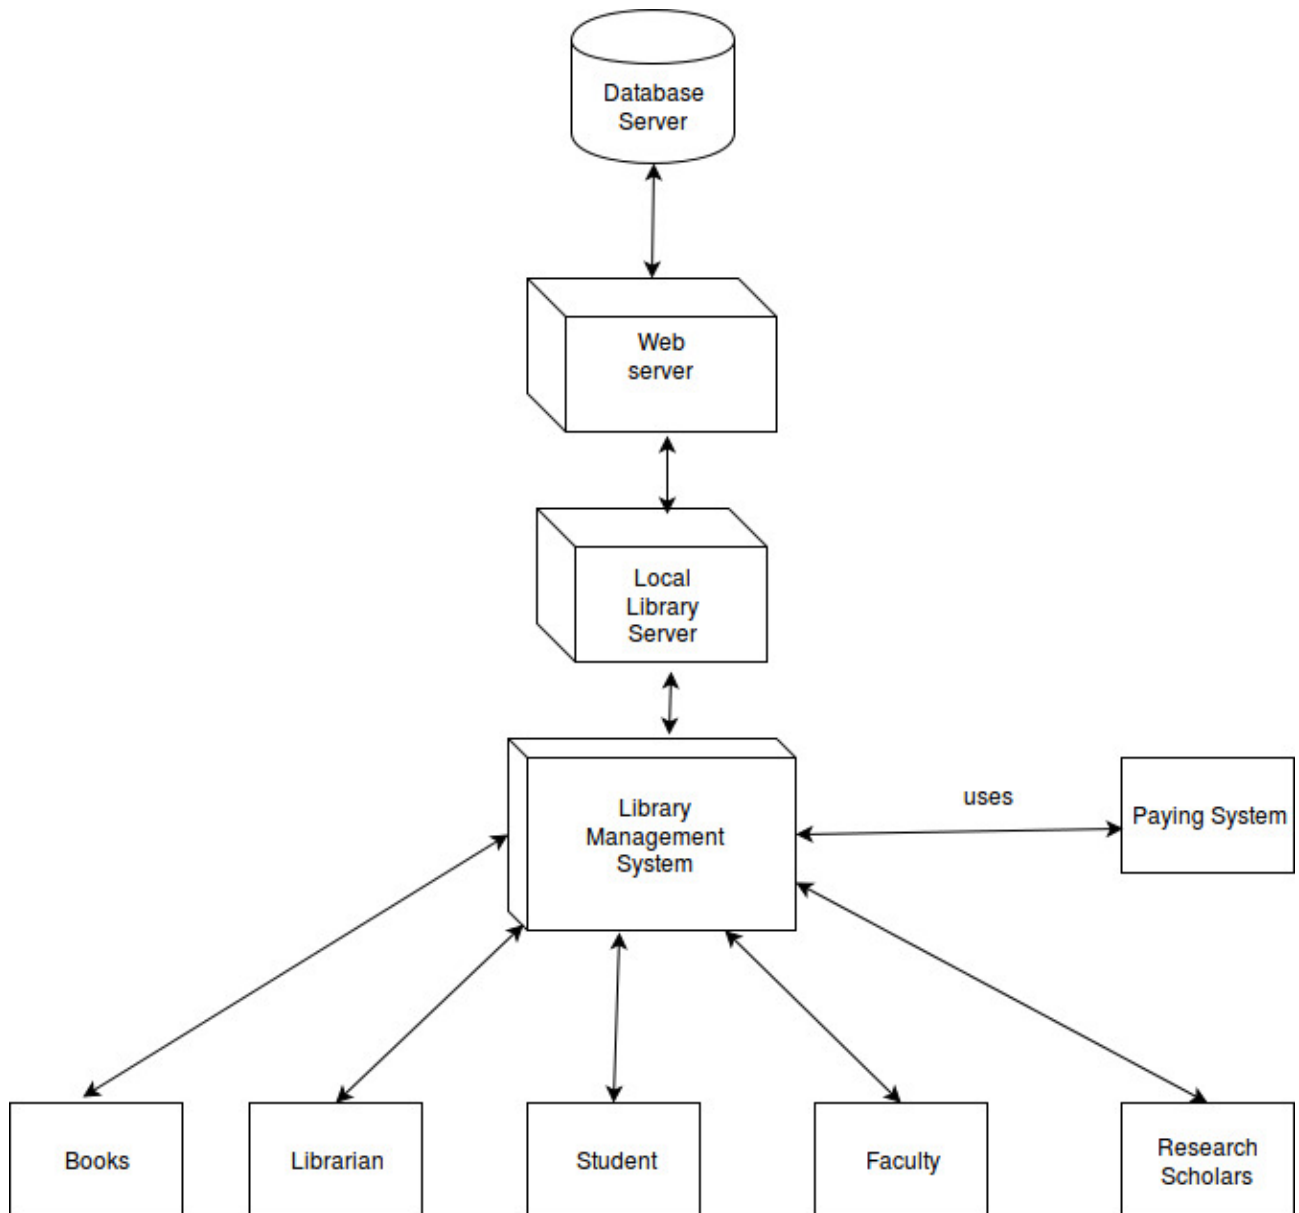 Database
Server
Web
server
Local
Library
Server
Library
Management
System
uses
Paying System
Books
Librarian
Student
Faculty
Research
Scholars